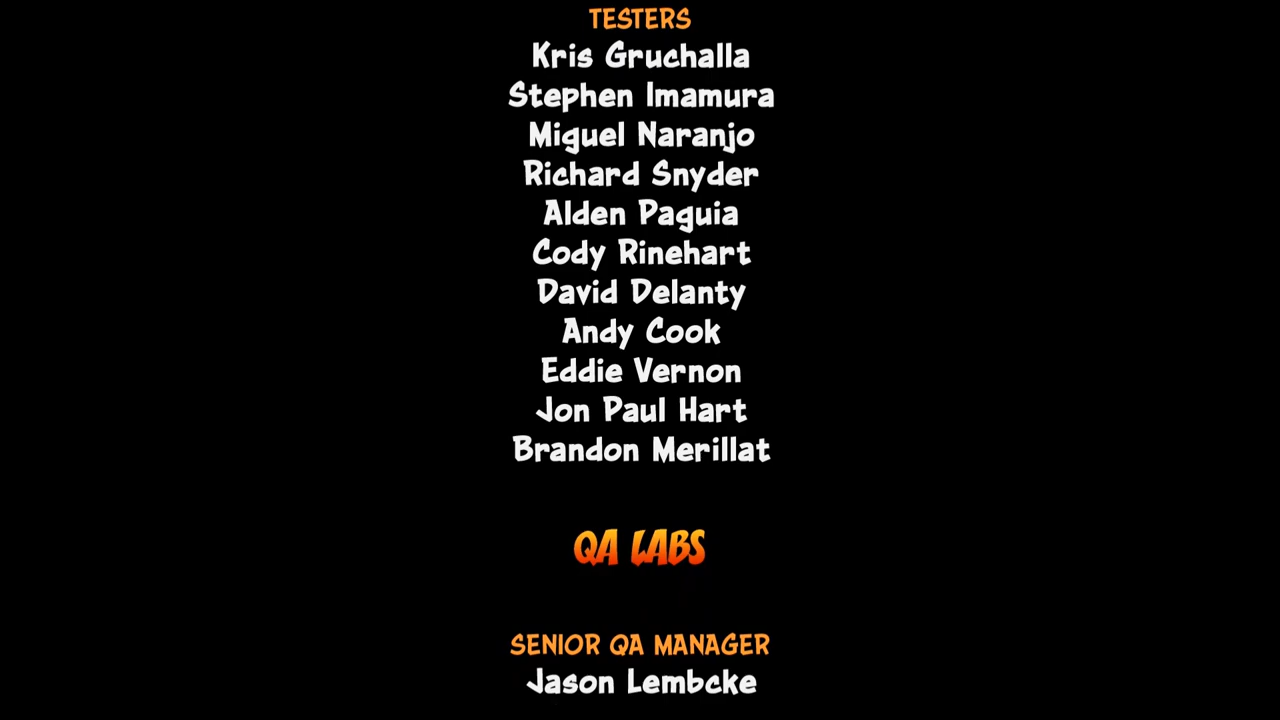 TESTERS
Kris Gruchalla
Stephen Imamura
Miguel Naranjo
Richard Snyder
Alden Paguia
Cody Rinehart
David Delanty
Andy Cook
Eddie Vernon
Jon Paul Hart
Brandon Merillat
QA LABS
SENIOR QA MANAGER
Jason Lembcke